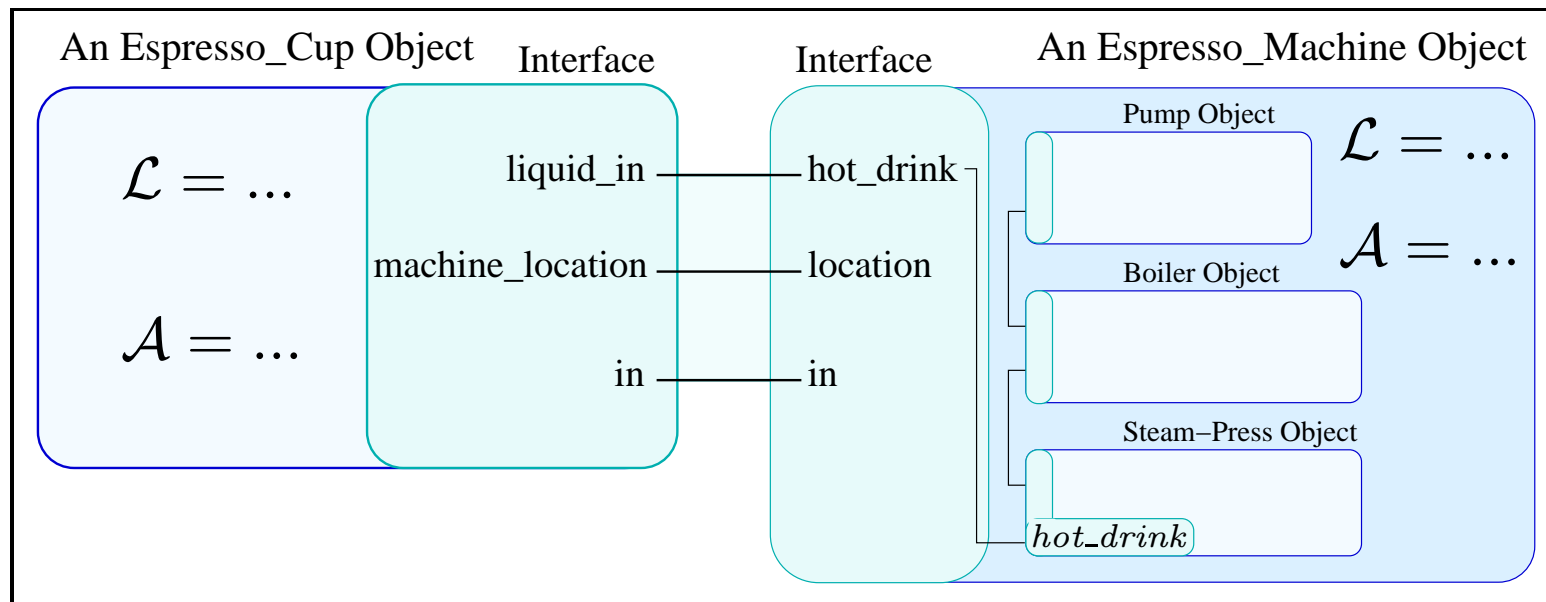 An Espresso_Cup Object
Interface
ℒ = ...
𝒜 = ...
liquid_in
machine_location
in
Interface
hot_drink
location
in
An Espresso_Machine Object
Pump Object
Boiler Object
Steam–Press Object
hot_drink
ℒ = ...
𝒜 = ...